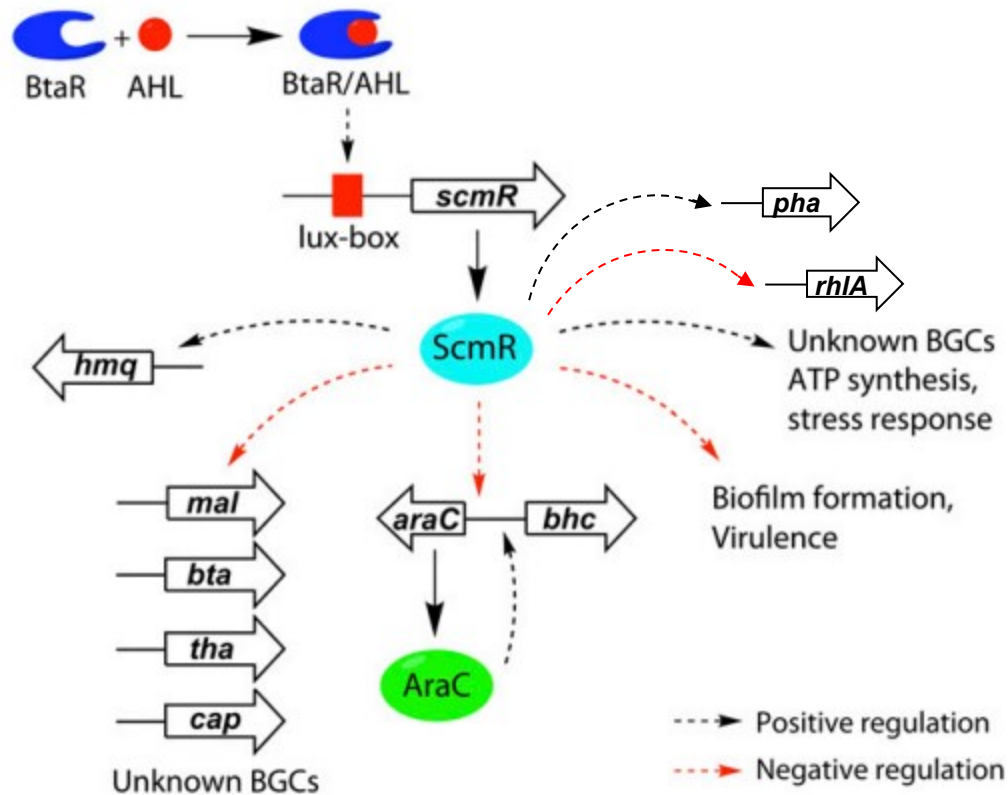 +
BtaR
AHL
BtaR/AHL
scmR
lux-box
pha
rhlA
ScmR
hmq
Unknown BGCs
ATP synthesis,
stress response
mal
bta
tha
cap
Unknown BGCs
araC
bhc
AraC
Biofilm formation,
Virulence
Positive regulation
Negative regulation